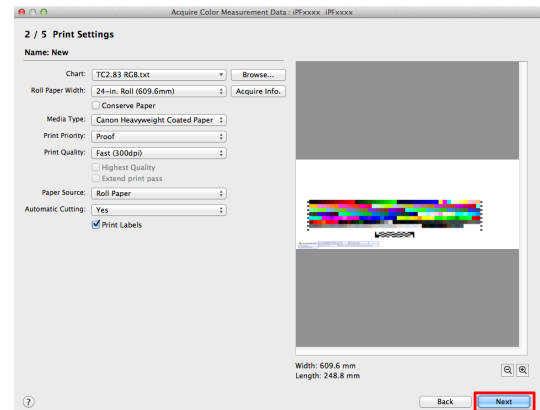 Acquire Color Measurement Data : iPFxxxx iPFxxxx
2 / 5 Print Settings
Name: New
Chart: TC2.83 RGB.txt Browse...
Roll Paper Width: 24-in. Roll (609.6mm) Acquire Info.
Conserve Paper
Media Type: Canon Heavyweight Coated Paper
Print Priority: Proof
Print Quality: Fast (300dpi)
Highest Quality
Extend print pass
Paper Source: Roll Paper
Automatic Cutting: Yes
Print Labels
Width: 609.6 mm
Length: 248.8 mm
? Back Next